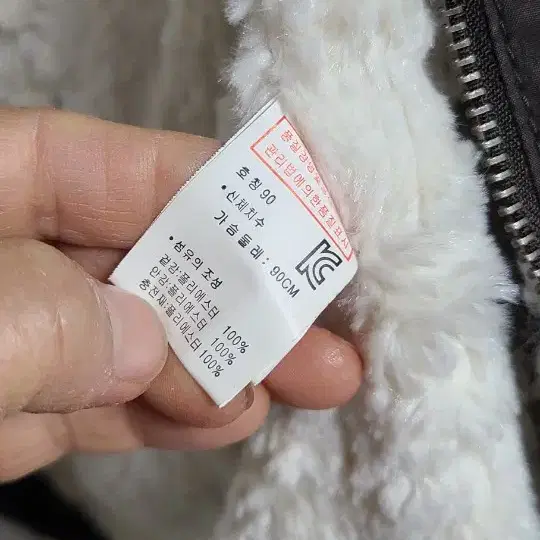 품질경영
관리법에의한품질표시
호칭 90
• 신체치수
가슴둘레 : 90CM
• 섬유의 조성
겉감:폴리에스터 100%
안감:폴리에스터 100%
충전재:폴리에스터 100%